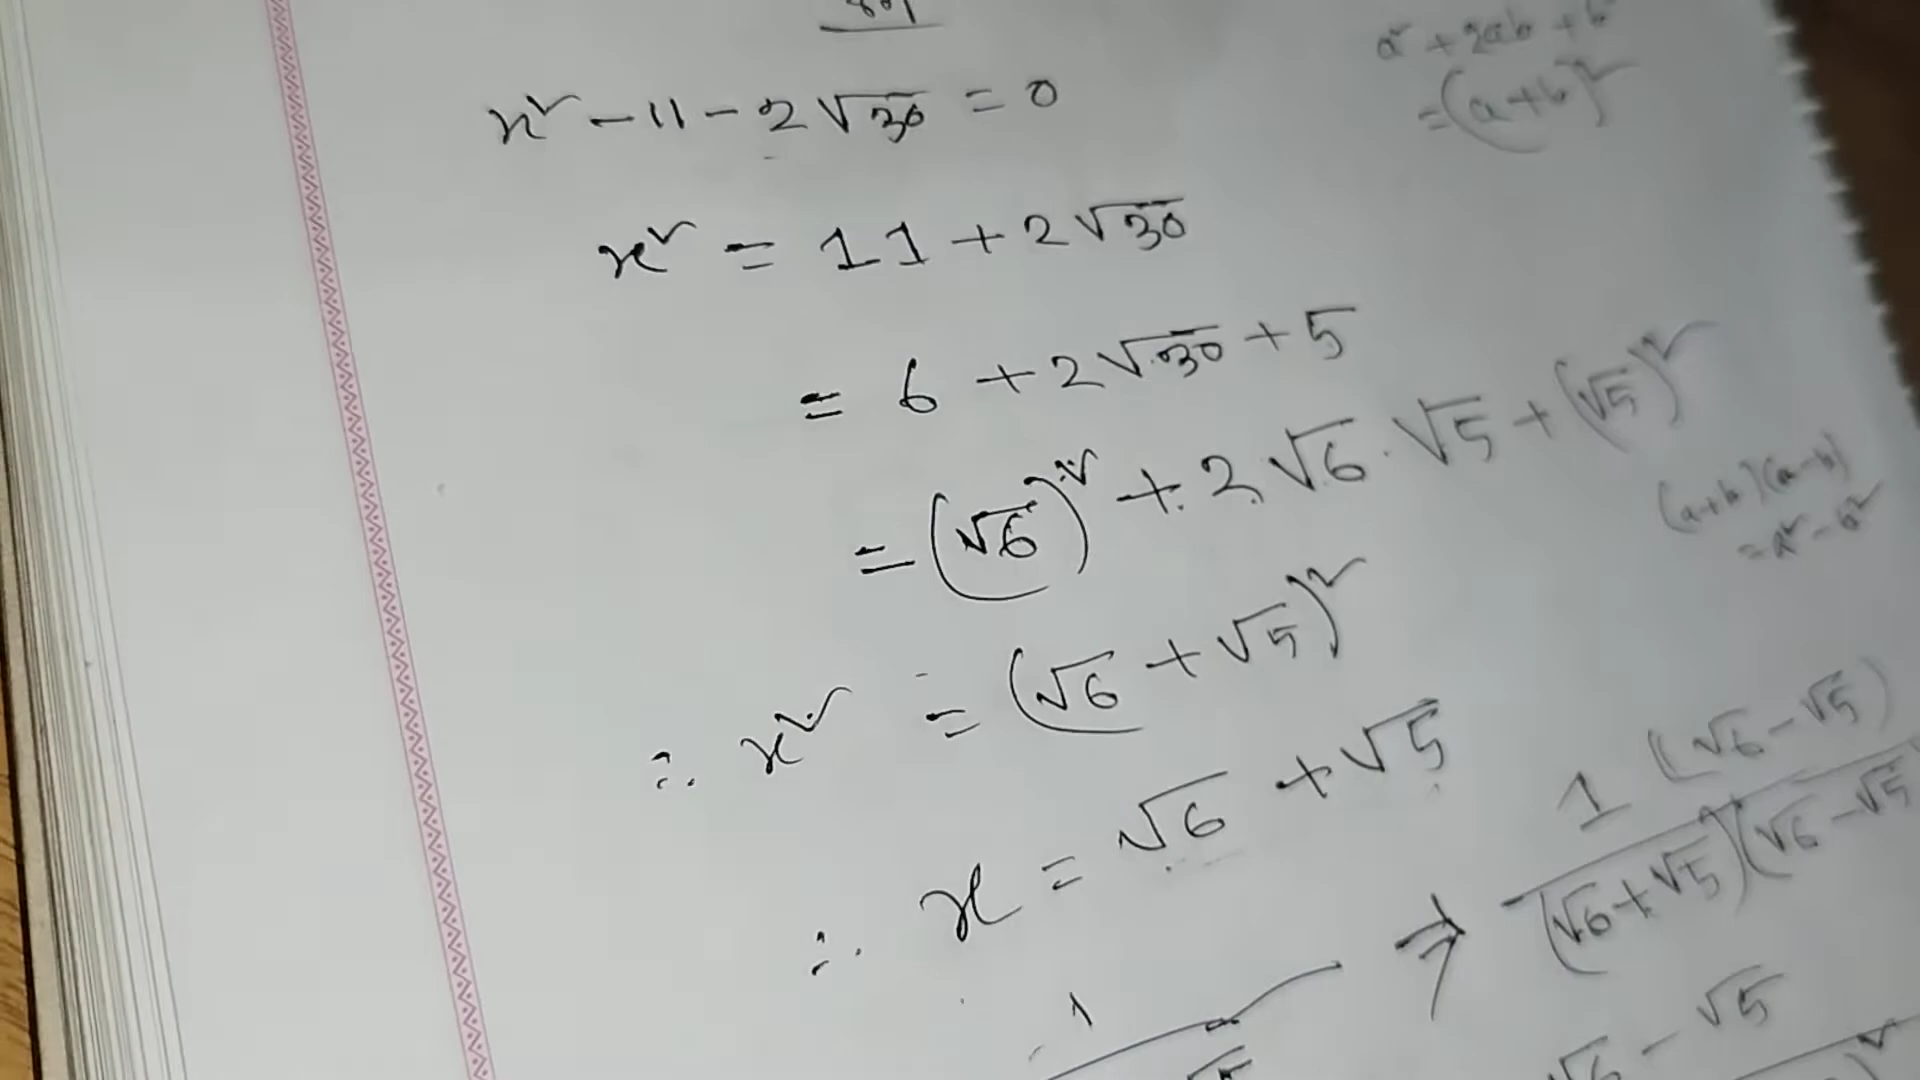 x² - 11 - 2√30 = 0
x² = 11 + 2√30
= 6 + 2√30 + 5
= (√6)² + 2.√6.√5 + (√5)²
∴ x² = (√6 + √5)²
∴ x = √6 + √5
a² + 2ab + b²
= (a+b)²
(a+b)(a-b)
= a² - b²
1 (√6 - √5)
⇒ (√6+√5)(√6-√5
1
√6 - √5